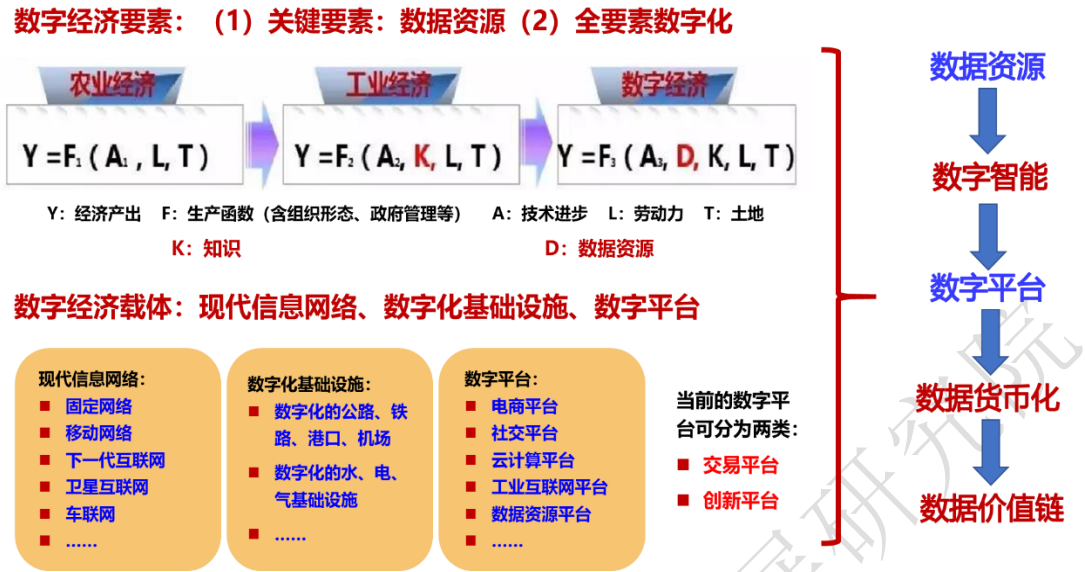 数字经济要素：（1）关键要素：数据资源（2）全要素数字化
农业经济
工业经济
数字经济
Y =F₁ ( A₁ , L, T )
Y =F₂ ( A₂, K, L, T )
Y =F₃ ( A₃, D, K, L, T )
Y：经济产出 F：生产函数（含组织形态、政府管理等） A：技术进步 L：劳动力 T：土地
K：知识
D：数据资源
数字经济载体：现代信息网络、数字化基础设施、数字平台
现代信息网络：
固定网络
移动网络
下一代互联网
卫星互联网
车联网
......
数字化基础设施：
数字化的公路、铁
路、港口、机场
数字化的水、电、
气基础设施
......
数字平台：
电商平台
社交平台
云计算平台
工业互联网平台
数据资源平台
......
当前的数字平
台可分为两类：
交易平台
创新平台
数据资源
数字智能
数字平台
数据货币化
数据价值链
展研究院